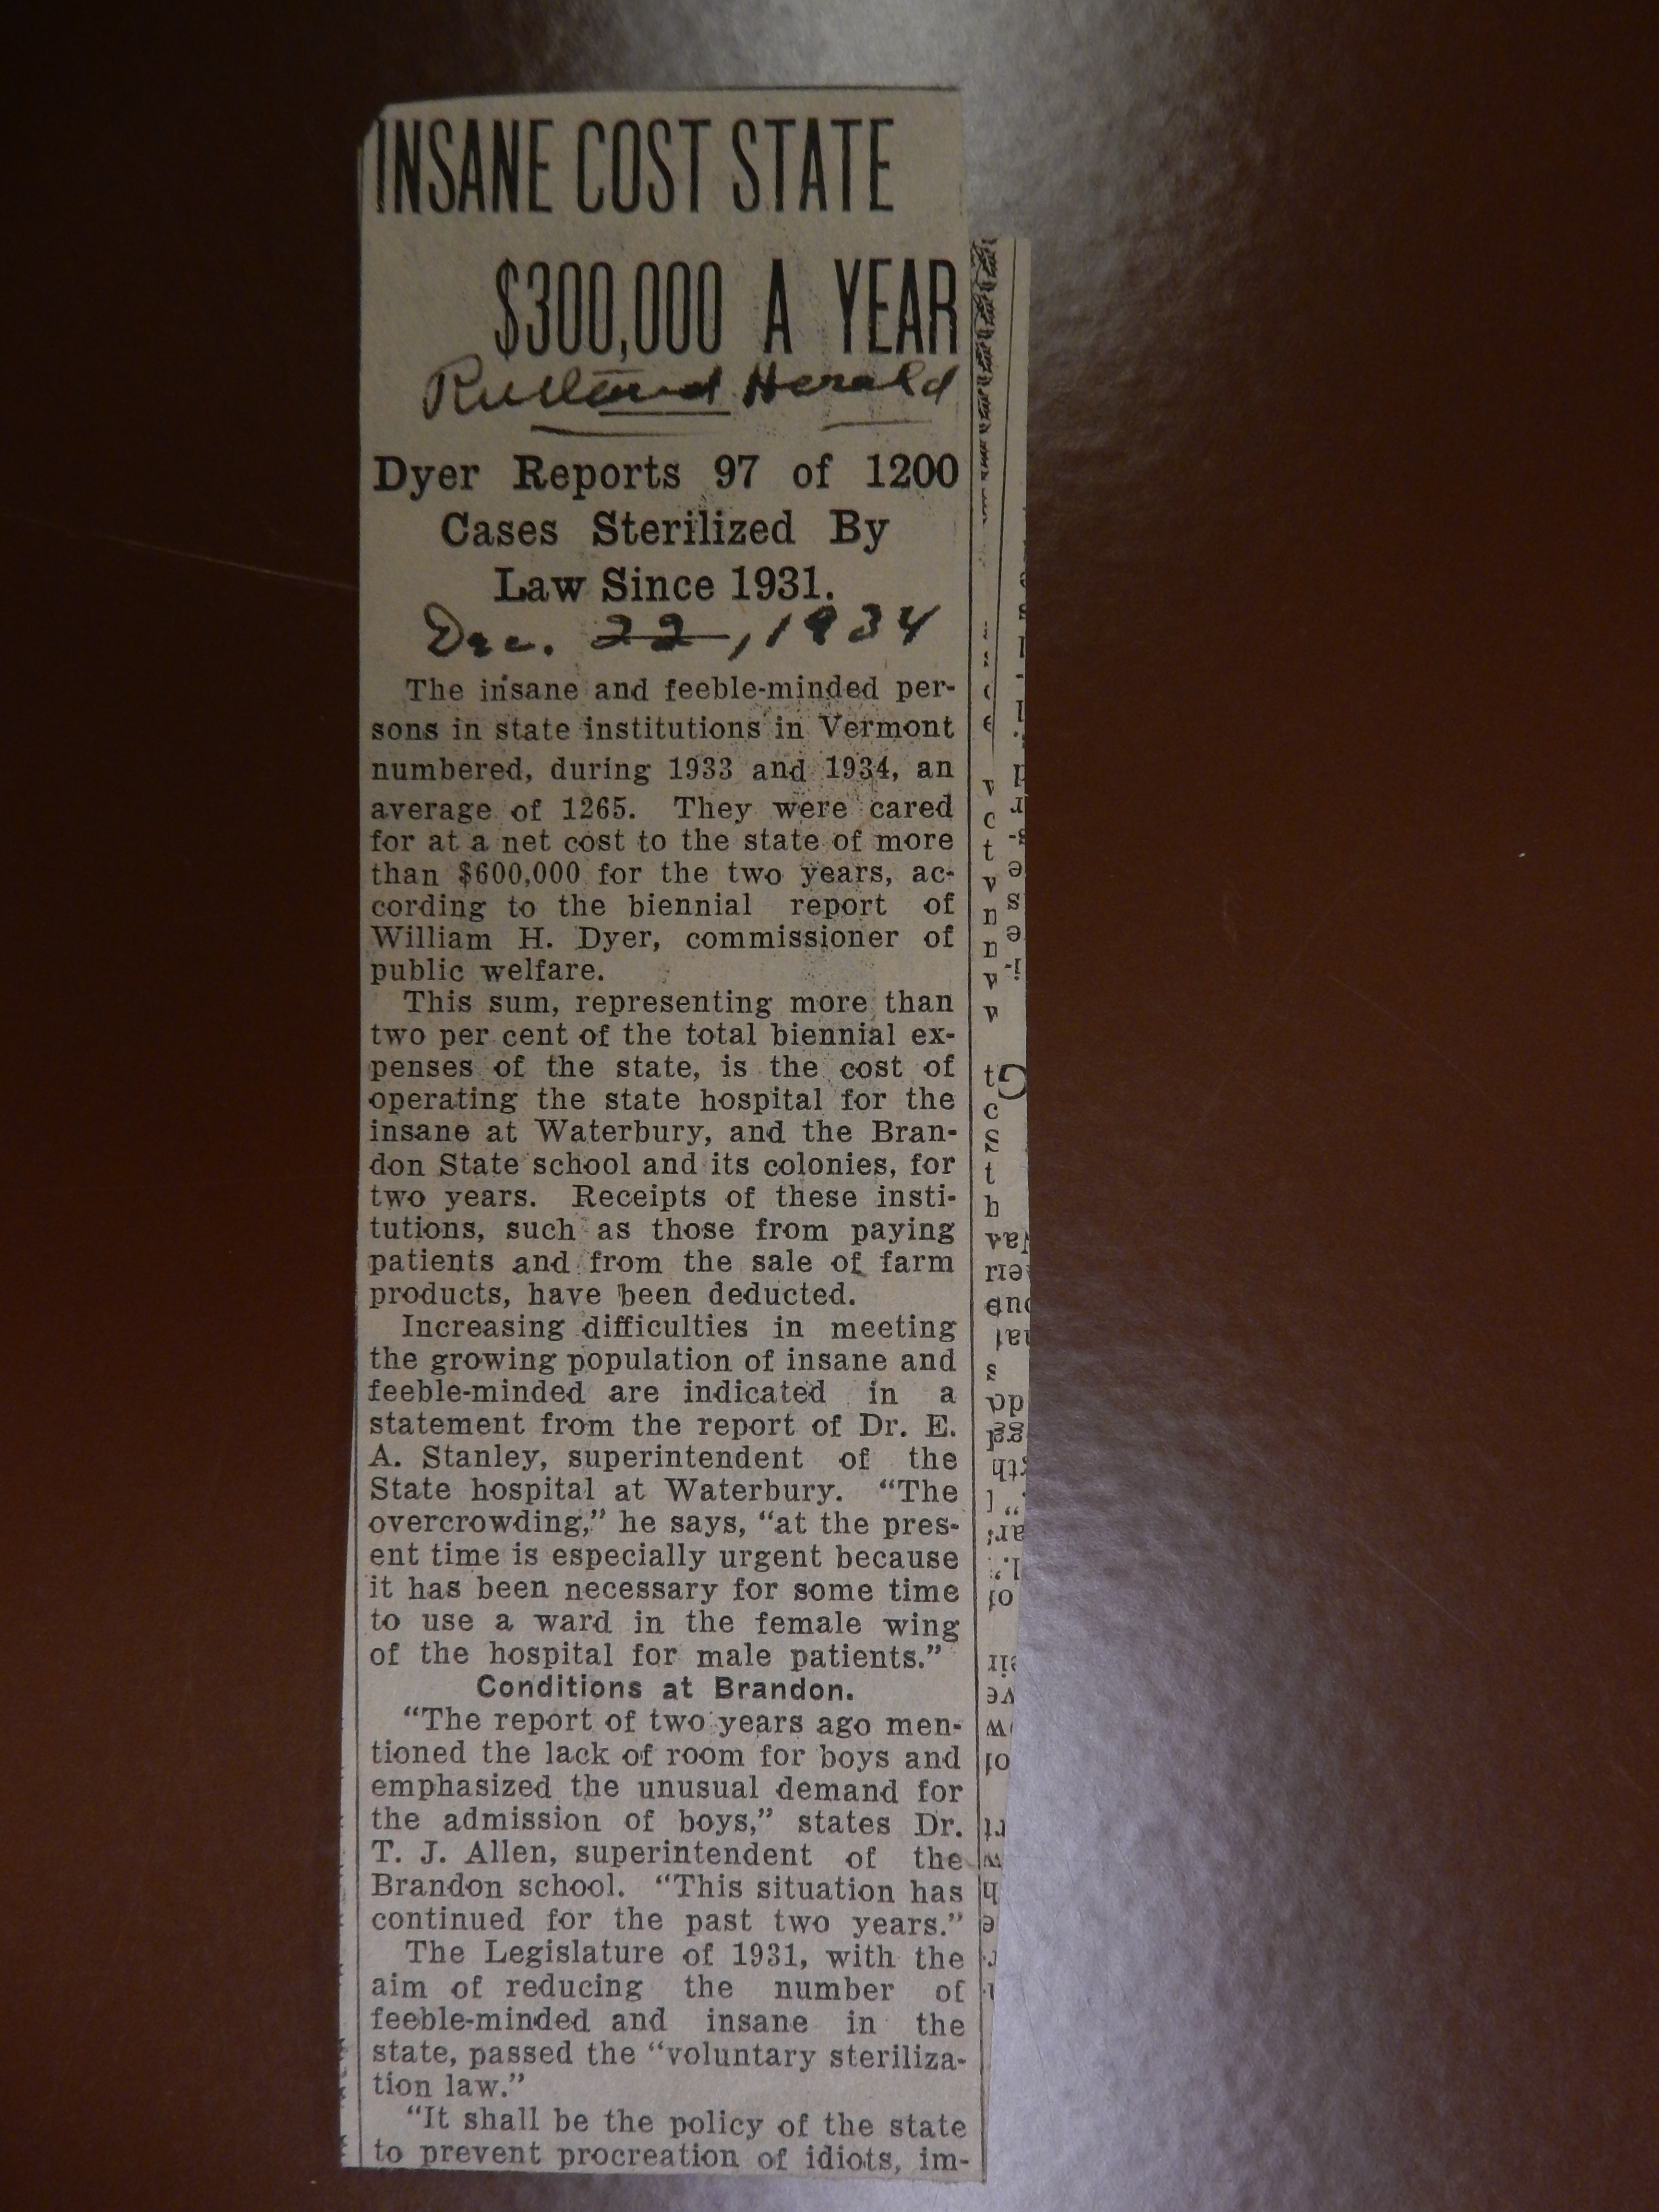 INSANE COST STATE
$300,000 A YEAR
Rutland Herald
Dyer Reports 97 of 1200
Cases Sterilized By
Law Since 1931.
Dec. 22, 1934
The insane and feeble-minded per-
sons in state institutions in Vermont
numbered, during 1933 and 1934, an
average of 1265. They were cared
for at a net cost to the state of more
than $600,000 for the two years, ac-
cording to the biennial report of
William H. Dyer, commissioner of
public welfare.
This sum, representing more than
two per cent of the total biennial ex-
penses of the state, is the cost of
operating the state hospital for the
insane at Waterbury, and the Bran-
don State school and its colonies, for
two years. Receipts of these insti-
tutions, such as those from paying
patients and from the sale of farm
products, have been deducted.
Increasing difficulties in meeting
the growing population of insane and
feeble-minded are indicated in a
statement from the report of Dr. E.
A. Stanley, superintendent of the
State hospital at Waterbury. "The
overcrowding," he says, "at the pres-
ent time is especially urgent because
it has been necessary for some time
to use a ward in the female wing
of the hospital for male patients."
Conditions at Brandon.
"The report of two years ago men-
tioned the lack of room for boys and
emphasized the unusual demand for
the admission of boys," states Dr.
T. J. Allen, superintendent of the
Brandon school. "This situation has
continued for the past two years."
The Legislature of 1931, with the
aim of reducing the number of
feeble-minded and insane in the
state, passed the "voluntary steriliza-
tion law."
"It shall be the policy of the state
to prevent procreation of idiots, im-